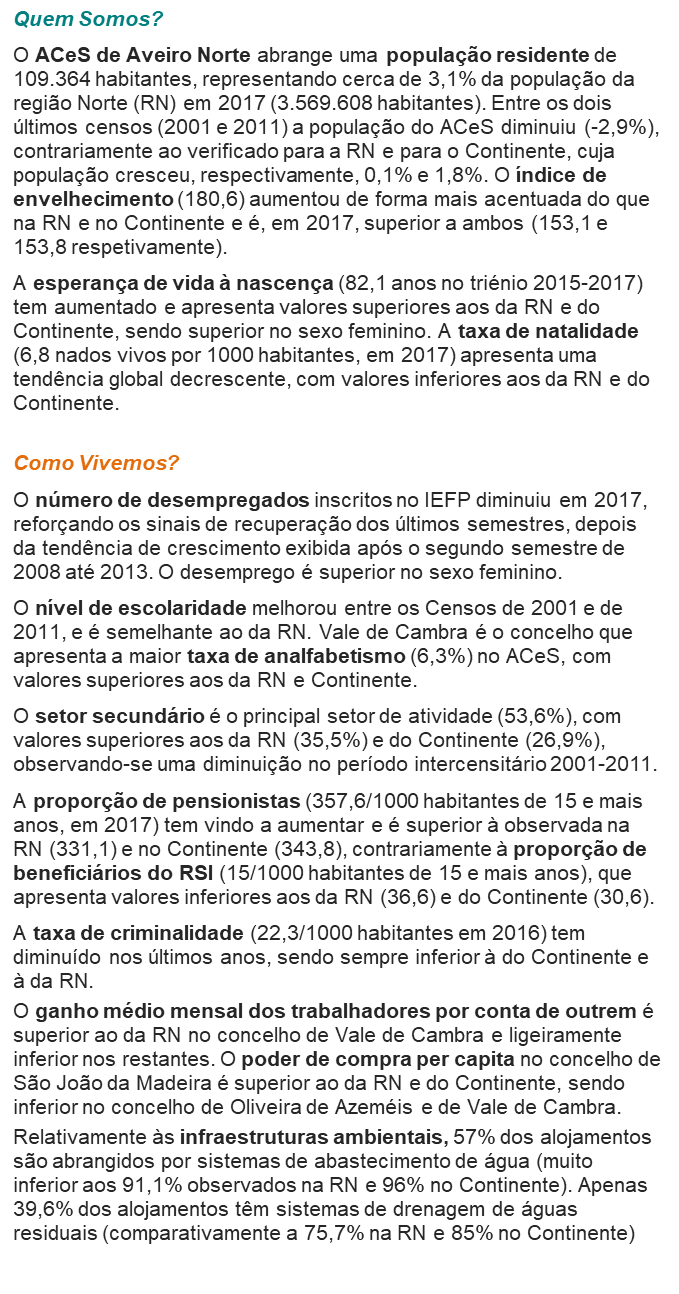 Quem Somos?
O ACeS de Aveiro Norte abrange uma população residente de
109.364 habitantes, representando cerca de 3,1% da população da
região Norte (RN) em 2017 (3.569.608 habitantes). Entre os dois
últimos censos (2001 e 2011) a população do ACeS diminuiu (-2,9%),
contrariamente ao verificado para a RN e para o Continente, cuja
população cresceu, respectivamente, 0,1% e 1,8%. O índice de
envelhecimento (180,6) aumentou de forma mais acentuada do que
na RN e no Continente e é, em 2017, superior a ambos (153,1 e
153,8 respetivamente).
A esperança de vida à nascença (82,1 anos no triénio 2015-2017)
tem aumentado e apresenta valores superiores aos da RN e do
Continente, sendo superior no sexo feminino. A taxa de natalidade
(6,8 nados vivos por 1000 habitantes, em 2017) apresenta uma
tendência global decrescente, com valores inferiores aos da RN e do
Continente.
Como Vivemos?
O número de desempregados inscritos no IEFP diminuiu em 2017,
reforçando os sinais de recuperação dos últimos semestres, depois
da tendência de crescimento exibida após o segundo semestre de
2008 até 2013. O desemprego é superior no sexo feminino.
O nível de escolaridade melhorou entre os Censos de 2001 e de
2011, e é semelhante ao da RN. Vale de Cambra é o concelho que
apresenta a maior taxa de analfabetismo (6,3%) no ACeS, com
valores superiores aos da RN e Continente.
O setor secundário é o principal setor de atividade (53,6%), com
valores superiores aos da RN (35,5%) e do Continente (26,9%),
observando-se uma diminuição no período intercensitário 2001-2011.
A proporção de pensionistas (357,6/1000 habitantes de 15 e mais
anos, em 2017) tem vindo a aumentar e é superior à observada na
RN (331,1) e no Continente (343,8), contrariamente à proporção de
beneficiários do RSI (15/1000 habitantes de 15 e mais anos), que
apresenta valores inferiores aos da RN (36,6) e do Continente (30,6).
A taxa de criminalidade (22,3/1000 habitantes em 2016) tem
diminuído nos últimos anos, sendo sempre inferior à do Continente e
à da RN.
O ganho médio mensal dos trabalhadores por conta de outrem é
superior ao da RN no concelho de Vale de Cambra e ligeiramente
inferior nos restantes. O poder de compra per capita no concelho de
São João da Madeira é superior ao da RN e do Continente, sendo
inferior no concelho de Oliveira de Azeméis e de Vale de Cambra.
Relativamente às infraestruturas ambientais, 57% dos alojamentos
são abrangidos por sistemas de abastecimento de água (muito
inferior aos 91,1% observados na RN e 96% no Continente). Apenas
39,6% dos alojamentos têm sistemas de drenagem de águas
residuais (comparativamente a 75,7% na RN e 85% no Continente)